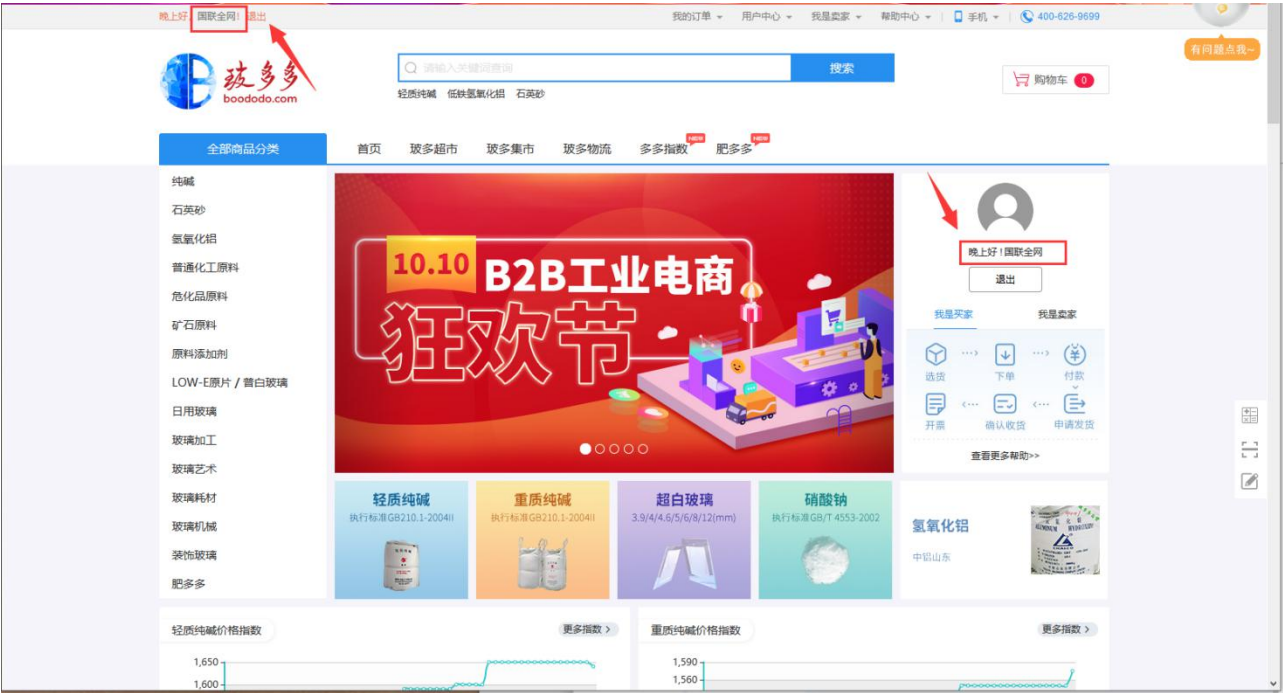 晚上好，国联全网！退出
我的订单 用户中心 我是卖家 帮助中心 手机 400-626-9699
有问题点我~
玻多多
boododo.com
请输入关键词查询 搜索
轻质纯碱 低铁氢氧化铝 石英砂
购物车 0
全部商品分类 首页 玻多超市 玻多集市 玻多物流 多多指数 NEW 肥多多 NEW
纯碱
石英砂
氢氧化铝
普通化工原料
危化品原料
矿石原料
原料添加剂
LOW-E原片 / 普白玻璃
日用玻璃
玻璃加工
玻璃艺术
玻璃耗材
玻璃机械
装饰玻璃
肥多多
10.10 B2B工业电商
狂欢节
晚上好！国联全网
退出
我是买家 我是卖家
选货 下单 付款
开票 确认收货 申请发货
查看更多帮助>>
轻质纯碱
执行标准GB210.1-2004II
重质纯碱
执行标准GB210.1-2004II
超白玻璃
3.9/4/4.6/5/6/8/12(mm)
硝酸钠
执行标准GB/T 4553-2002
氢氧化铝
中铝山东
轻质纯碱价格指数 更多指数 >
1,650
1,600
重质纯碱价格指数 更多指数 >
1,590
1,560